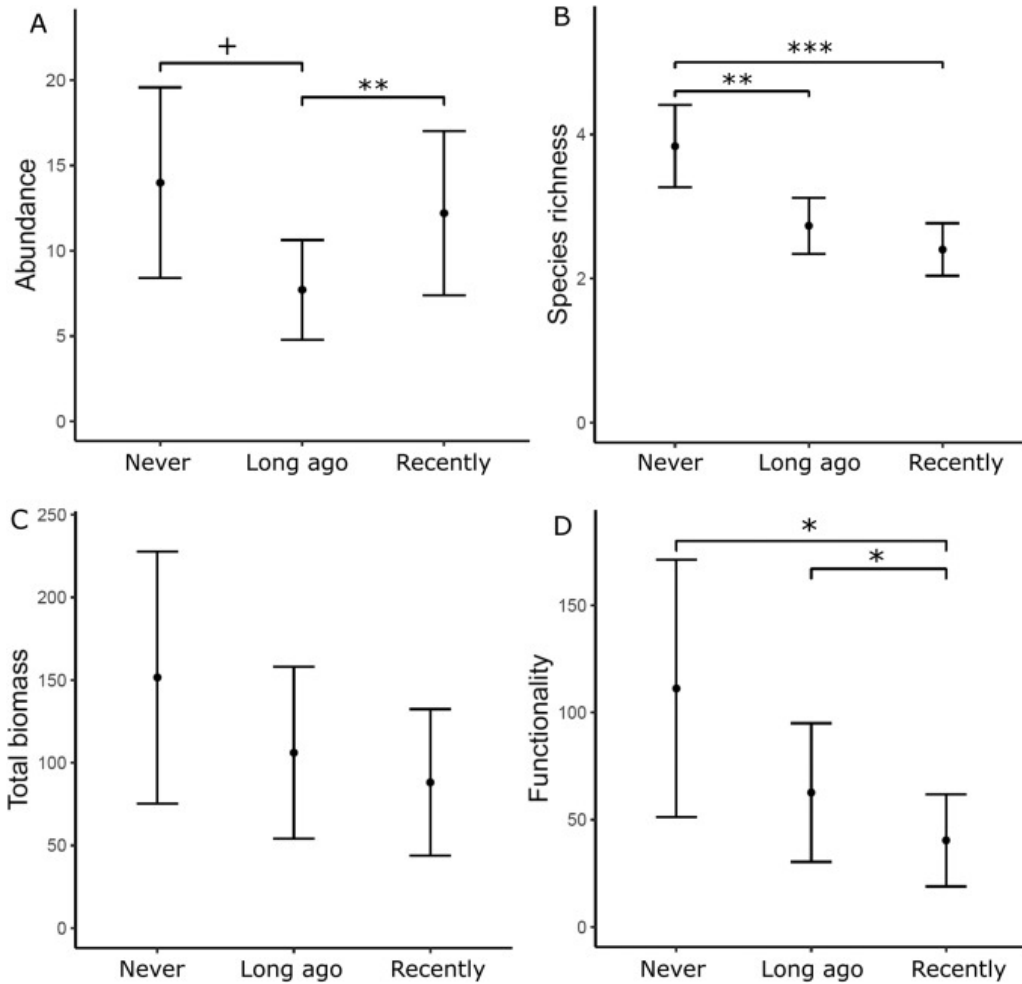 A
Abundance
20
15
10
5
0
+
**
Never Long ago Recently
B
Species richness
4
2
0
***
**
Never Long ago Recently
C
Total biomass
250
200
150
100
50
0
Never Long ago Recently
D
Functionality
150
100
50
0
*
*
Never Long ago Recently